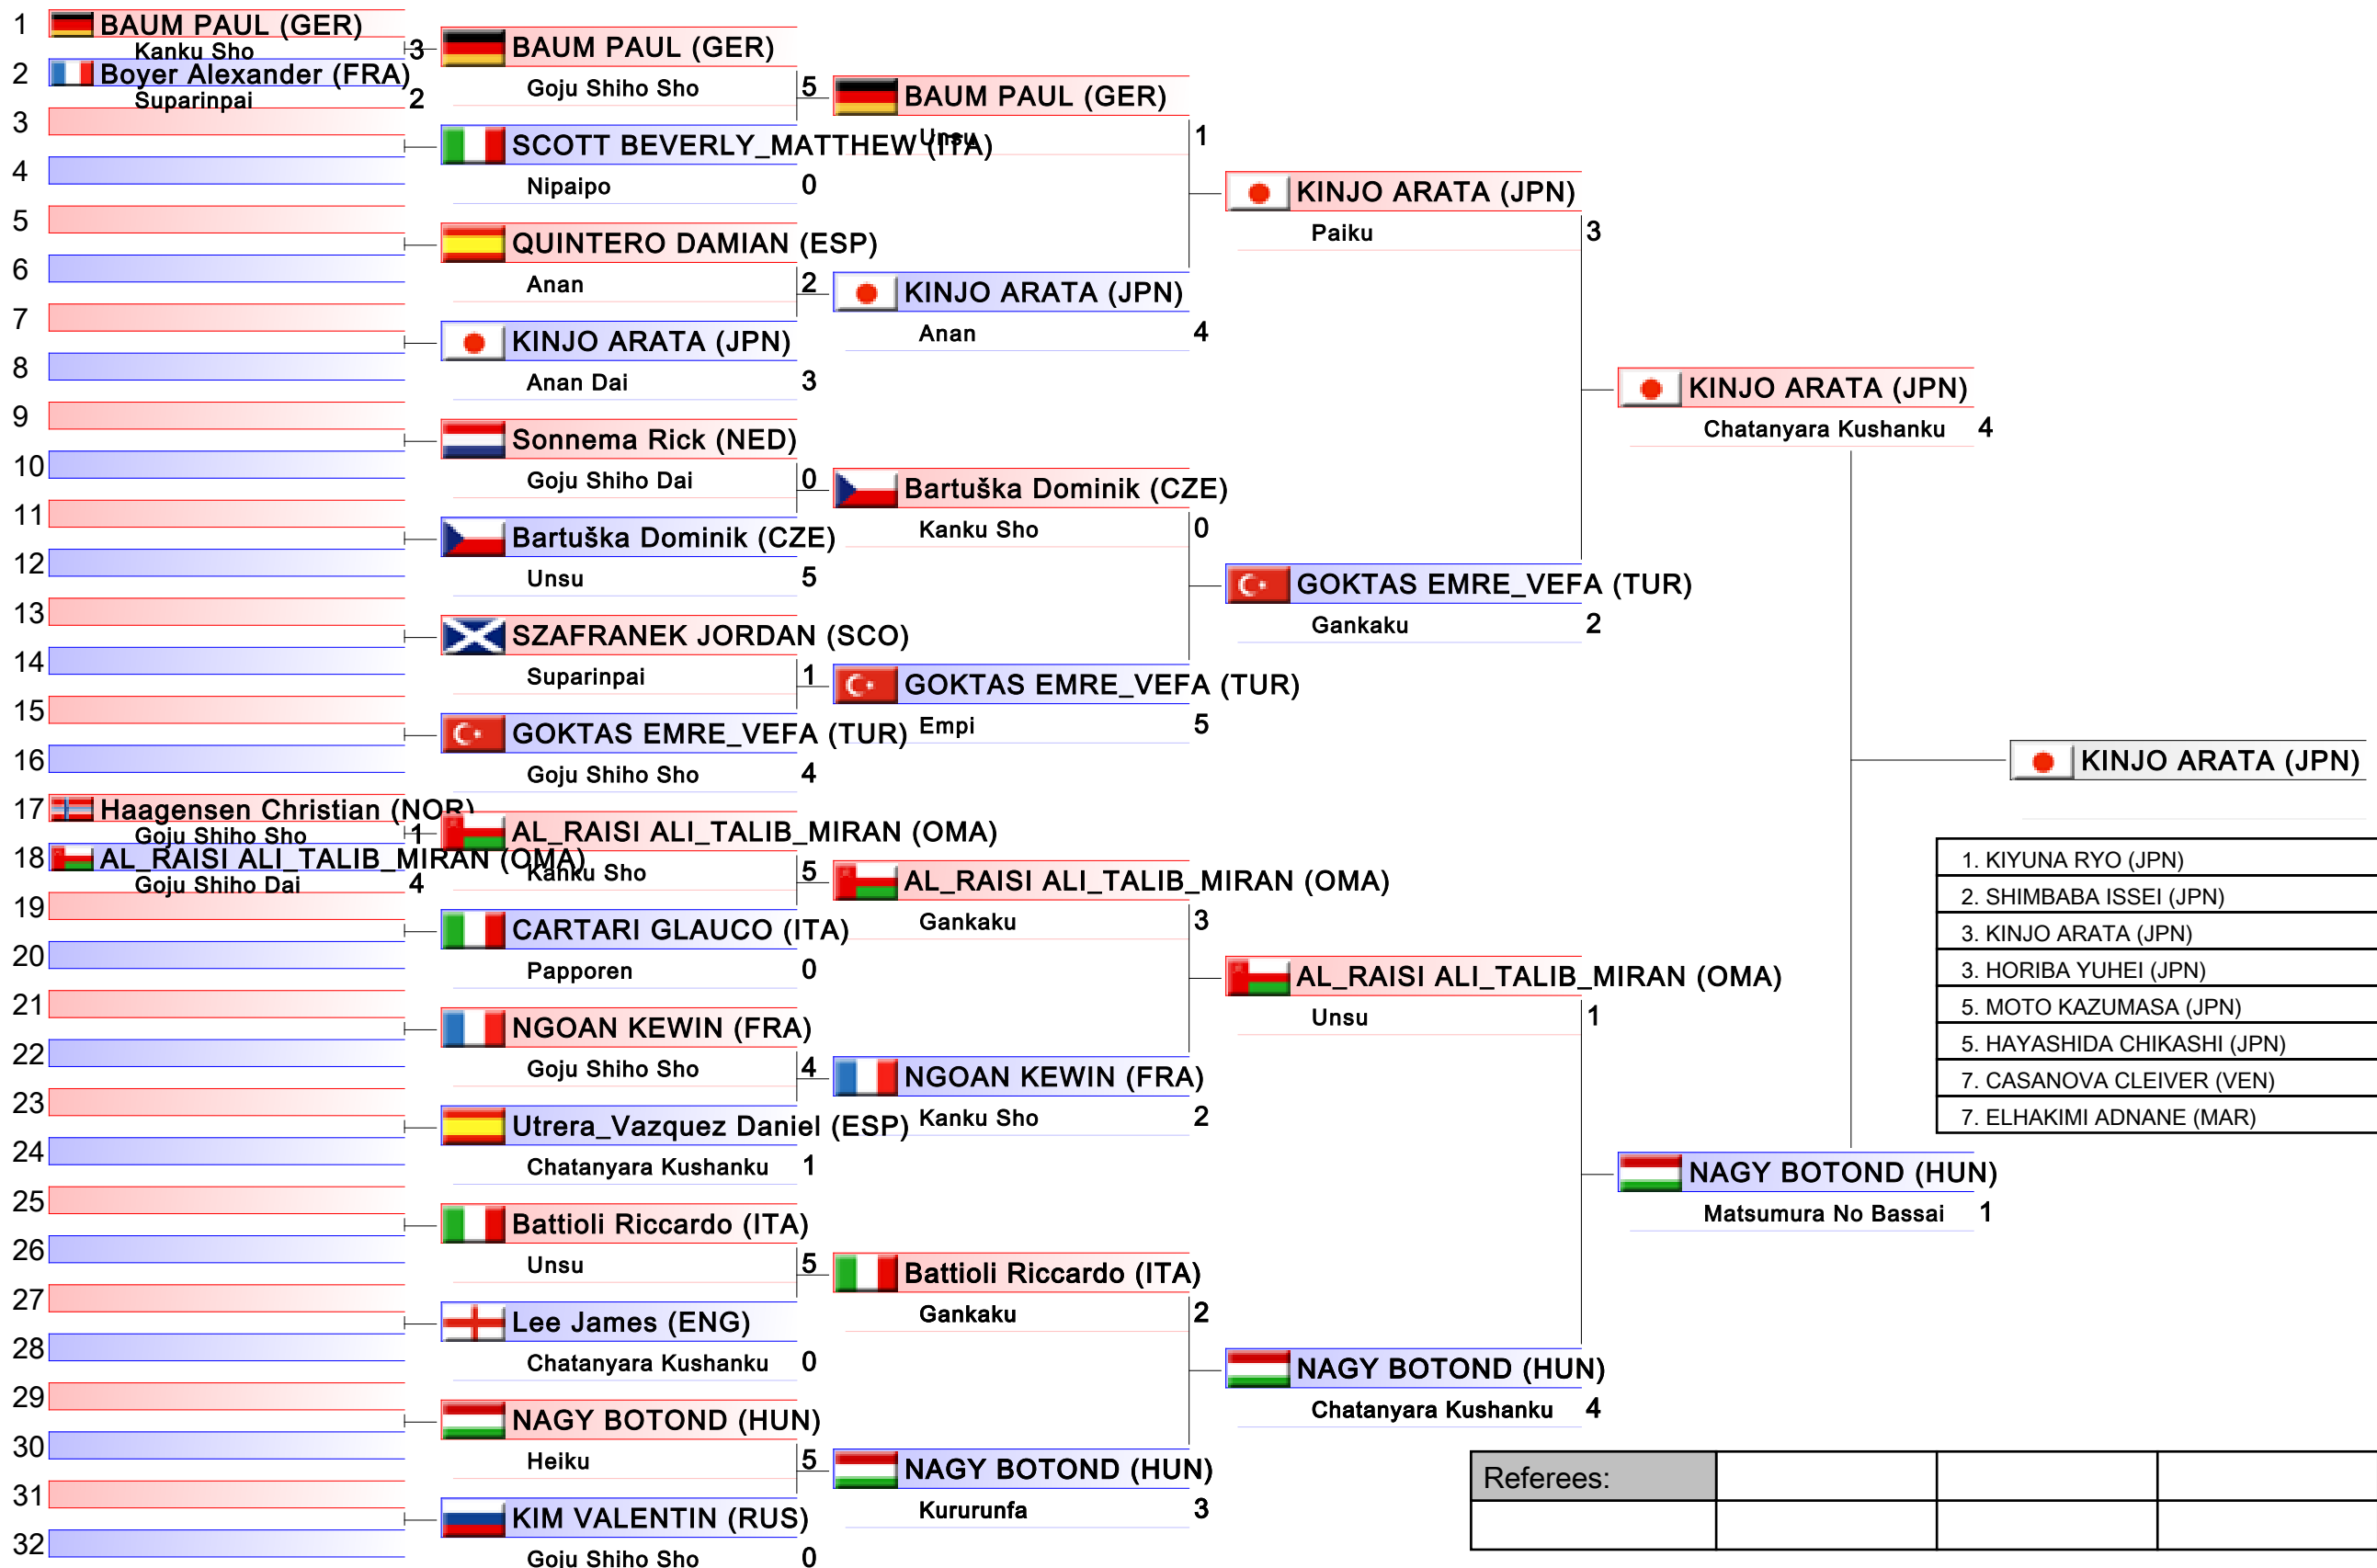 1
BAUM PAUL (GER)
Kanku Sho
3
2
Boyer Alexander (FRA)
Suparinpai
2
3
4
5
6
7
8
9
10
11
12
13
14
15
16
17
Haagensen Christian (NOR)
Goju Shiho Sho
1
18
AL_RAISI ALI_TALIB_MIRAN (OMA)
Goju Shiho Dai
4
19
20
21
22
23
24
25
26
27
28
29
30
31
32
BAUM PAUL (GER)
Goju Shiho Sho
5
SCOTT BEVERLY_MATTHEW (ITA)
Nipaipo
0
QUINTERO DAMIAN (ESP)
Anan
2
KINJO ARATA (JPN)
Anan Dai
3
Sonnema Rick (NED)
Goju Shiho Dai
0
Bartuška Dominik (CZE)
Unsu
5
SZAFRANEK JORDAN (SCO)
Suparinpai
1
GOKTAS EMRE_VEFA (TUR)
Goju Shiho Sho
4
AL_RAISI ALI_TALIB_MIRAN (OMA)
Kanku Sho
5
CARTARI GLAUCO (ITA)
Papporen
0
NGOAN KEWIN (FRA)
Goju Shiho Sho
4
Utrera_Vazquez Daniel (ESP)
Chatanyara Kushanku
1
Battioli Riccardo (ITA)
Unsu
5
Lee James (ENG)
Chatanyara Kushanku
0
NAGY BOTOND (HUN)
Heiku
5
KIM VALENTIN (RUS)
Goju Shiho Sho
0
BAUM PAUL (GER)
Unsu
1
KINJO ARATA (JPN)
Anan
4
Bartuška Dominik (CZE)
Kanku Sho
0
GOKTAS EMRE_VEFA (TUR)
Empi
5
AL_RAISI ALI_TALIB_MIRAN (OMA)
Gankaku
3
NGOAN KEWIN (FRA)
Kanku Sho
2
Battioli Riccardo (ITA)
Gankaku
2
NAGY BOTOND (HUN)
Kururunfa
3
KINJO ARATA (JPN)
Paiku
3
GOKTAS EMRE_VEFA (TUR)
Gankaku
2
AL_RAISI ALI_TALIB_MIRAN (OMA)
Unsu
1
NAGY BOTOND (HUN)
Chatanyara Kushanku
4
KINJO ARATA (JPN)
Chatanyara Kushanku
4
NAGY BOTOND (HUN)
Matsumura No Bassai
1
KINJO ARATA (JPN)
1. KIYUNA RYO (JPN)
2. SHIMBABA ISSEI (JPN)
3. KINJO ARATA (JPN)
3. HORIBA YUHEI (JPN)
5. MOTO KAZUMASA (JPN)
5. HAYASHIDA CHIKASHI (JPN)
7. CASANOVA CLEIVER (VEN)
7. ELHAKIMI ADNANE (MAR)
Referees: